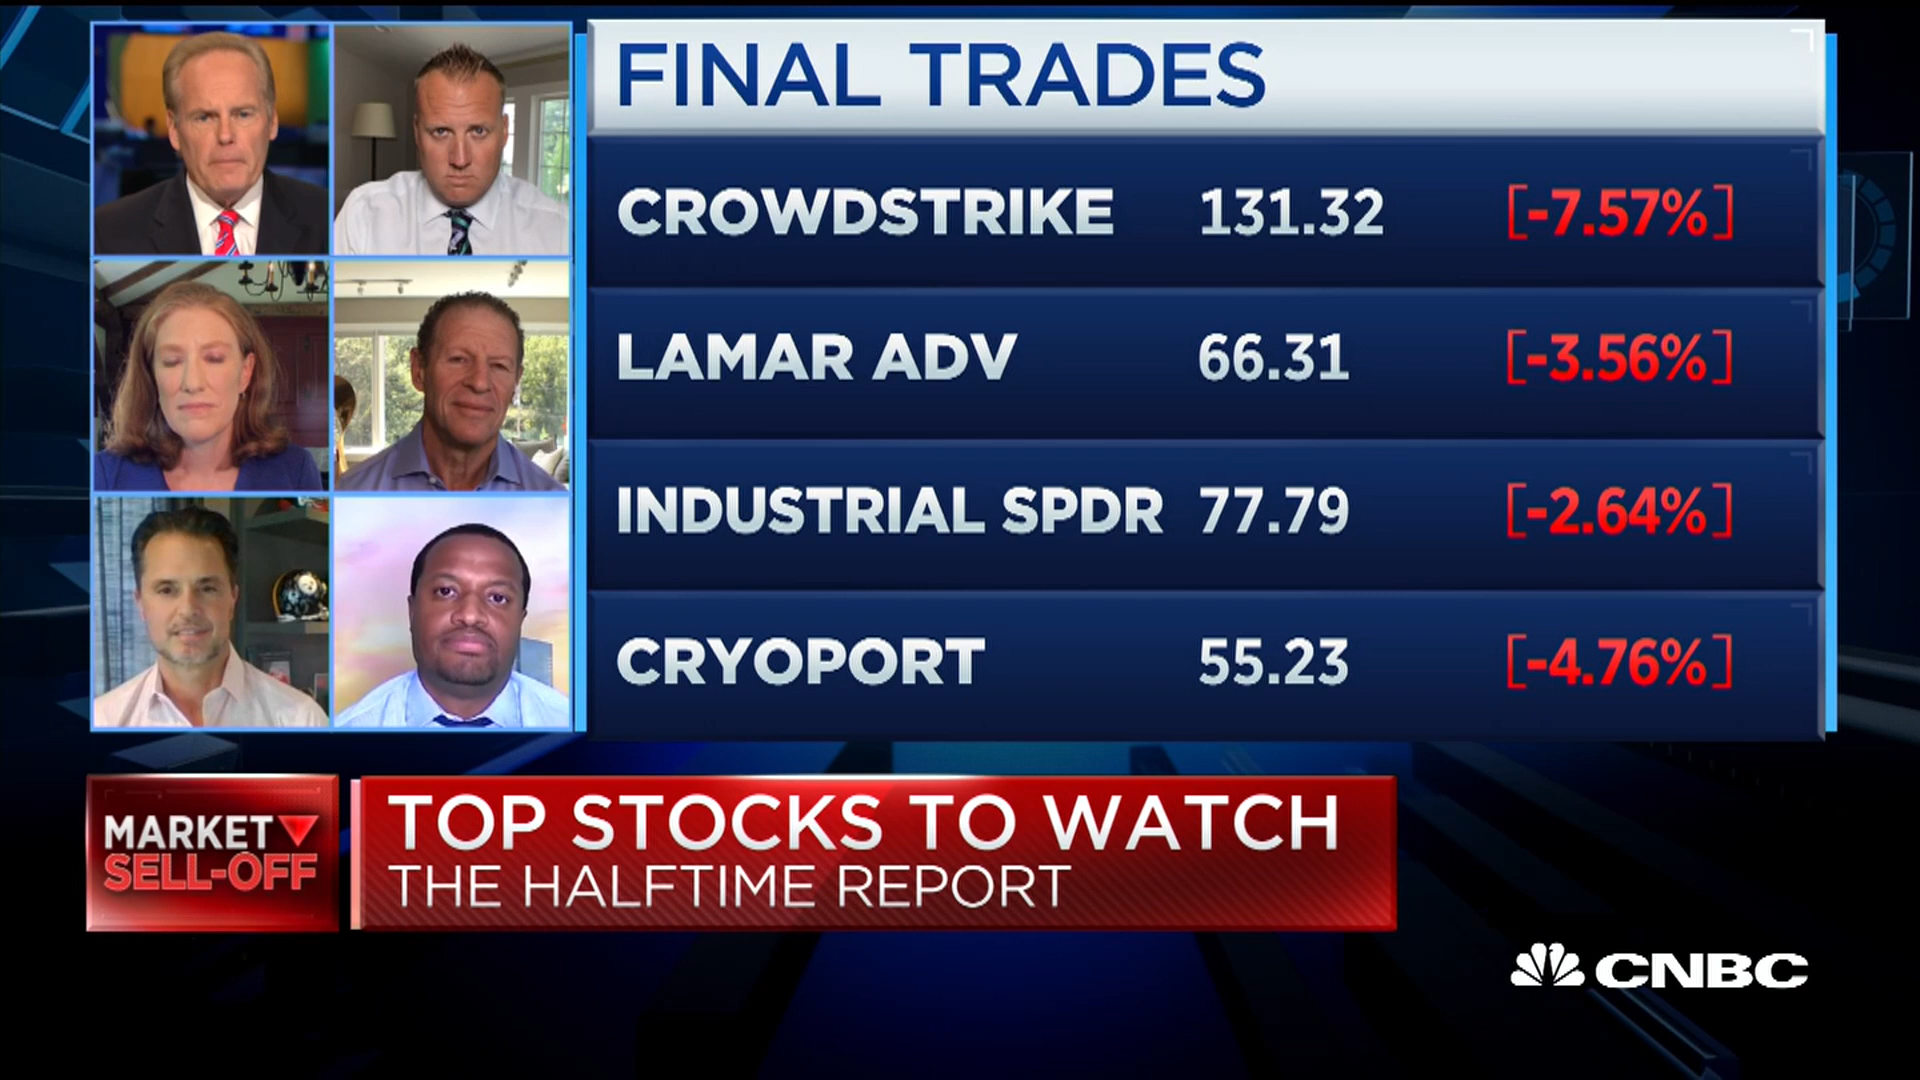 FINAL TRADES
CROWDSTRIKE 131.32 [-7.57%]
LAMAR ADV 66.31 [-3.56%]
INDUSTRIAL SPDR 77.79 [-2.64%]
CRYOPORT 55.23 [-4.76%]
MARKET
SELL-OFF
TOP STOCKS TO WATCH
THE HALFTIME REPORT
CNBC